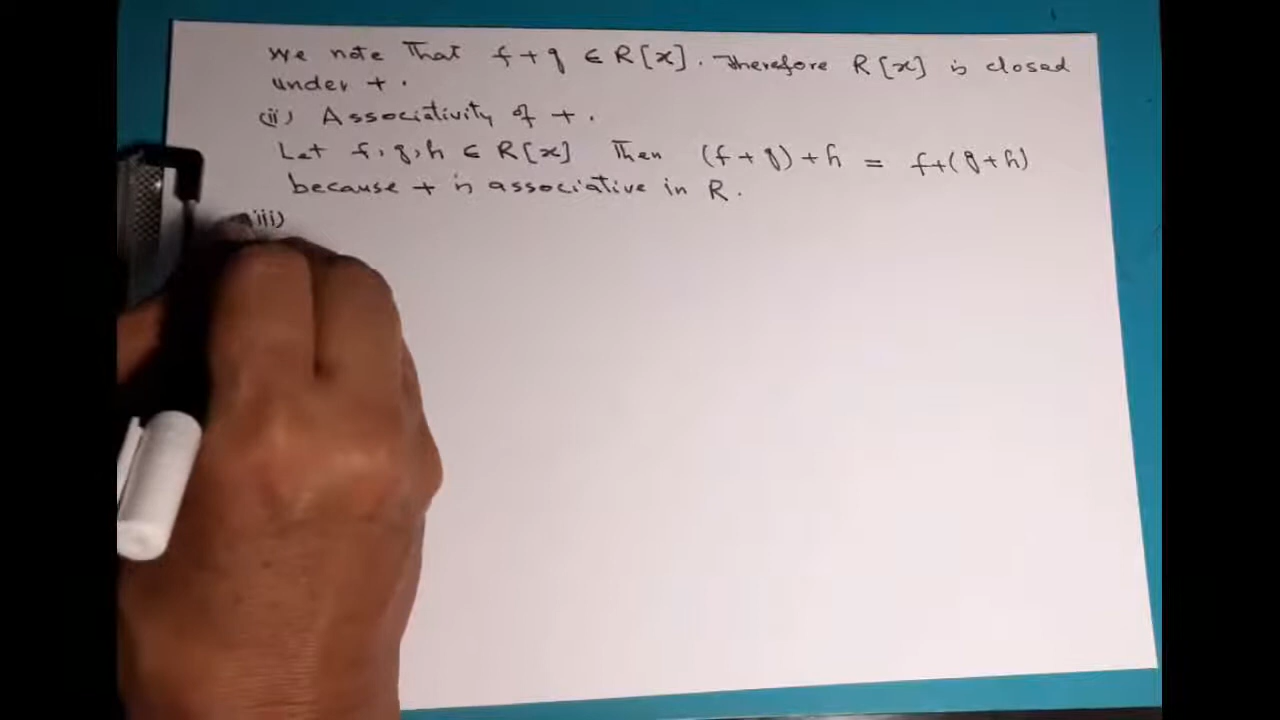 We note That f + g ∈ R[x]. Therefore R[x] is closed
under + .
(ii) Associativity of + .
Let f, g, h ∈ R[x] Then (f + g) + h = f+(g+h)
because + is associative in R.
(iii)